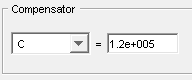 Compensator
C = 1.2e+005